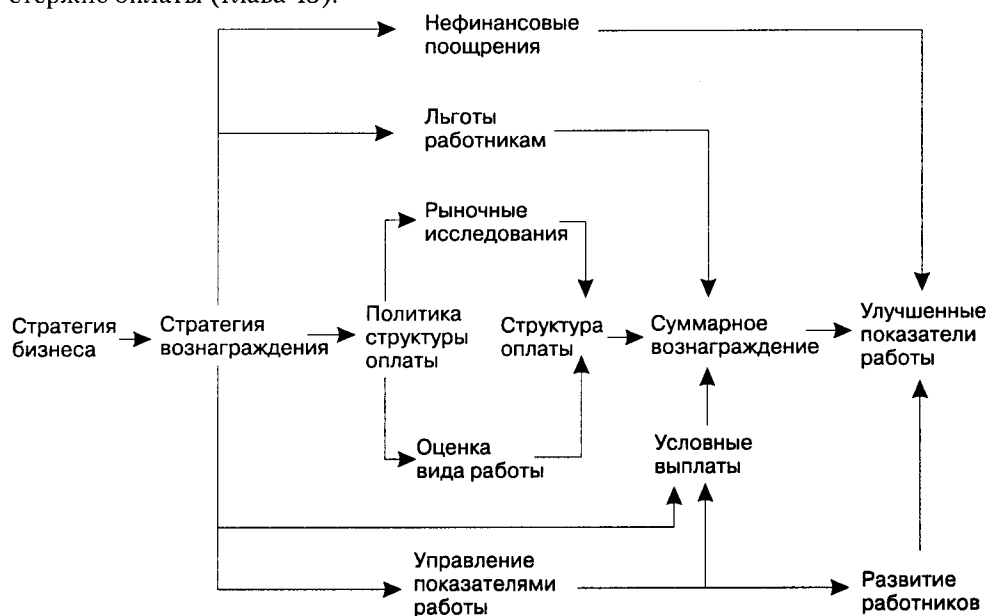 стержне оплаты (глава 43).
Нефинансовые
поощрения
Льготы
работникам
Рыночные
исследования
Стратегия
бизнеса
Стратегия
вознаграждения
Политика
структуры
оплаты
Структура
оплаты
Суммарное
вознаграждение
Улучшенные
показатели
работы
Оценка
вида работы
Условные
выплаты
Управление
показателями
работы
Развитие
работников